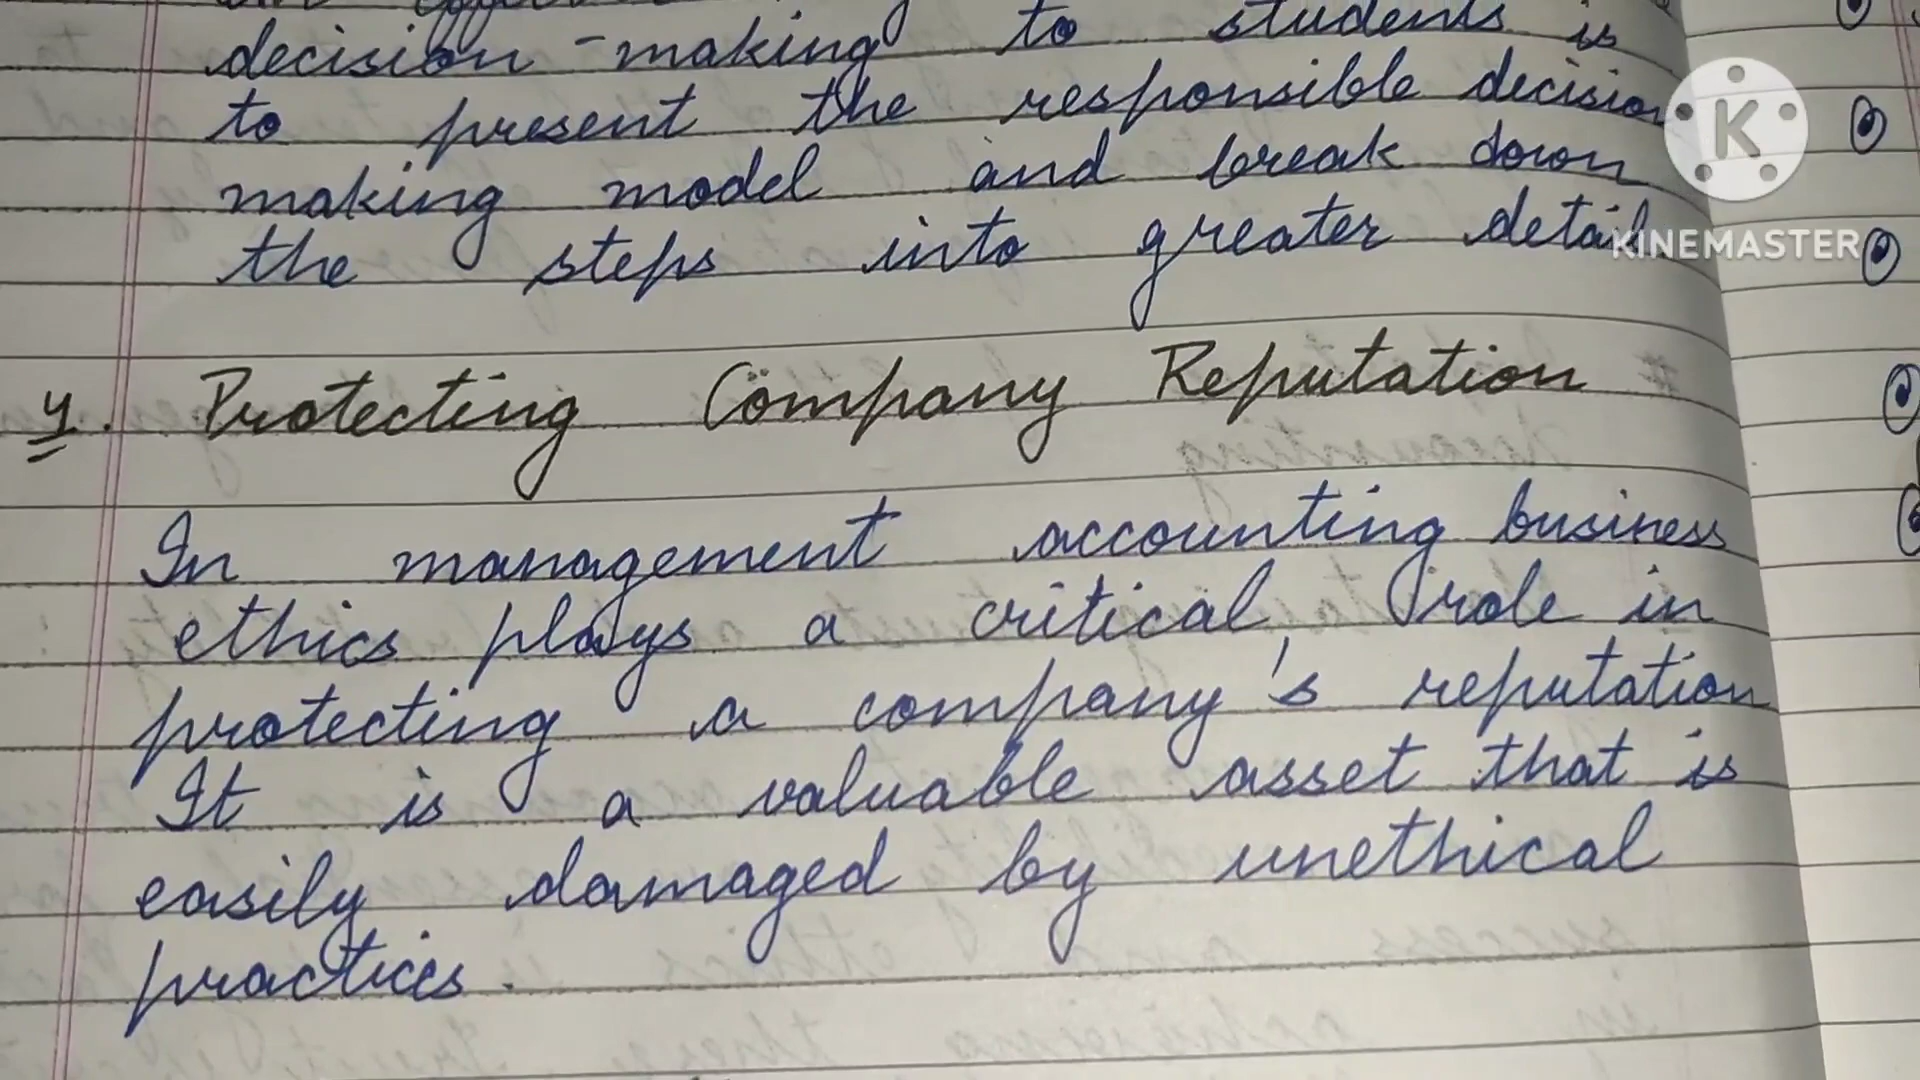 decision-making to students is
to present the responsible decision
making model and break down
the steps into greater detail
4. Protecting Company Reputation
In management accounting business
ethics plays a critical role in
protecting a company's reputation
It is a valuable asset that is
easily damaged by unethical
practices.
K
KINEMASTER